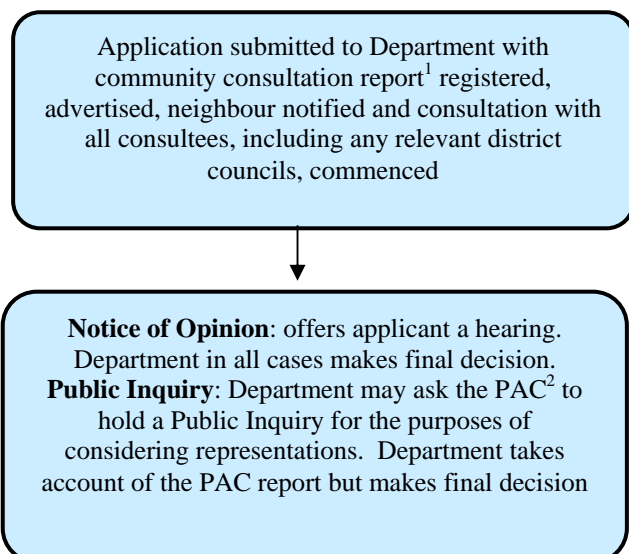 Application submitted to Department with
community consultation report1 registered,
advertised, neighbour notified and consultation with
all consultees, including any relevant district
councils, commenced
Notice of Opinion: offers applicant a hearing.
Department in all cases makes final decision.
Public Inquiry: Department may ask the PAC2 to
hold a Public Inquiry for the purposes of
considering representations.  Department takes
account of the PAC report but makes final decision